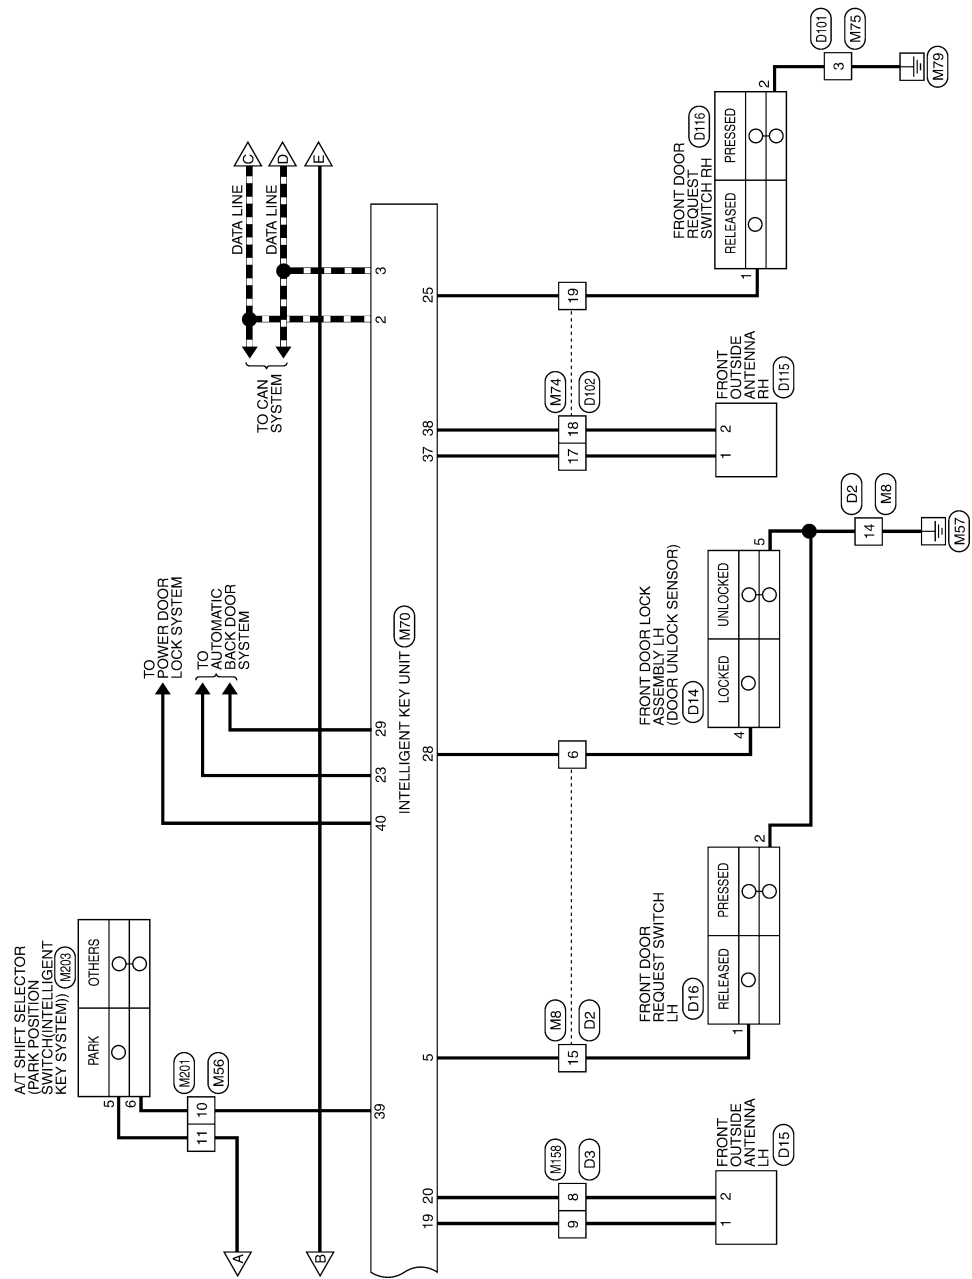 A/T SHIFT SELECTOR
(PARK POSITION
SWITCH(INTELLIGENT
KEY SYSTEM))
M203
PARK
OTHERS
5
6
M201
M56
11
10
A
B
39
TO
POWER DOOR
LOCK SYSTEM
TO
AUTOMATIC
BACK DOOR
SYSTEM
40
23
29
TO CAN
SYSTEM
DATA LINE
DATA LINE
C
D
E
2
3
INTELLIGENT KEY UNIT
M70
19
20
5
28
37
38
25
M158
D3
9
8
M8
D2
15
6
M74
D102
17
18
19
FRONT
OUTSIDE
ANTENNA
LH
D15
1
2
FRONT DOOR
REQUEST SWITCH
LH
D16
RELEASED
PRESSED
1
2
FRONT DOOR LOCK
ASSEMBLY LH
(DOOR UNLOCK SENSOR)
D14
LOCKED
UNLOCKED
4
5
D2
M8
14
M57
FRONT
OUTSIDE
ANTENNA
RH
D115
1
2
FRONT DOOR
REQUEST
SWITCH RH
D116
RELEASED
PRESSED
1
2
D101
M75
3
M79